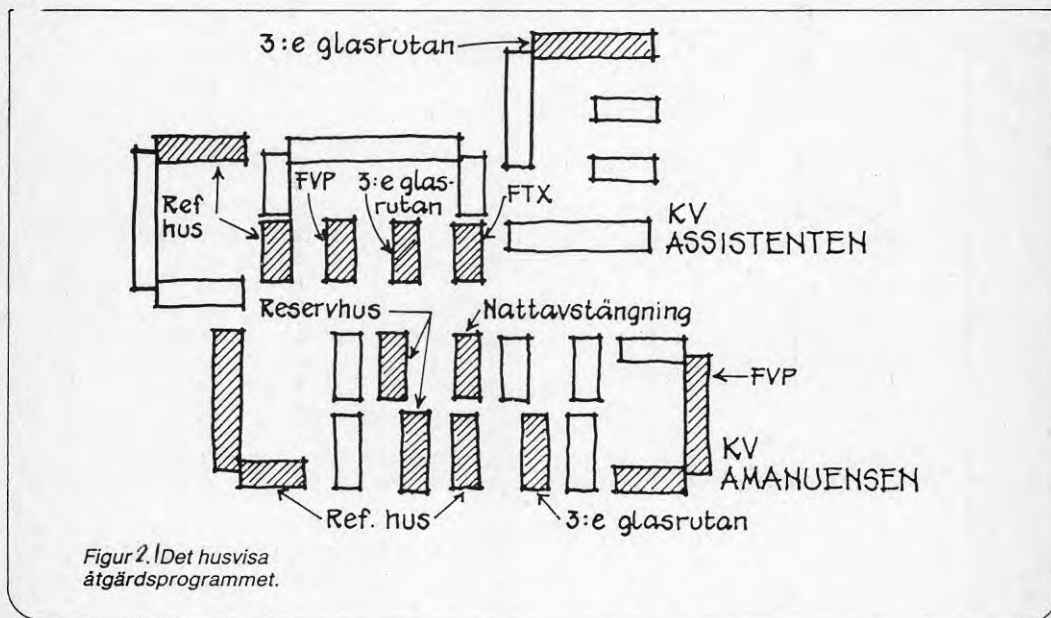 3:e glasrutan
Ref
hus
FVP
3:e glas-
rutan
FTX
KV
ASSISTENTEN
Reservhus
Nattavstängning
FVP
KV
AMANUENSEN
Ref. hus
3:e glasrutan
Figur 2.1 Det husvisa
åtgärdsprogrammet.